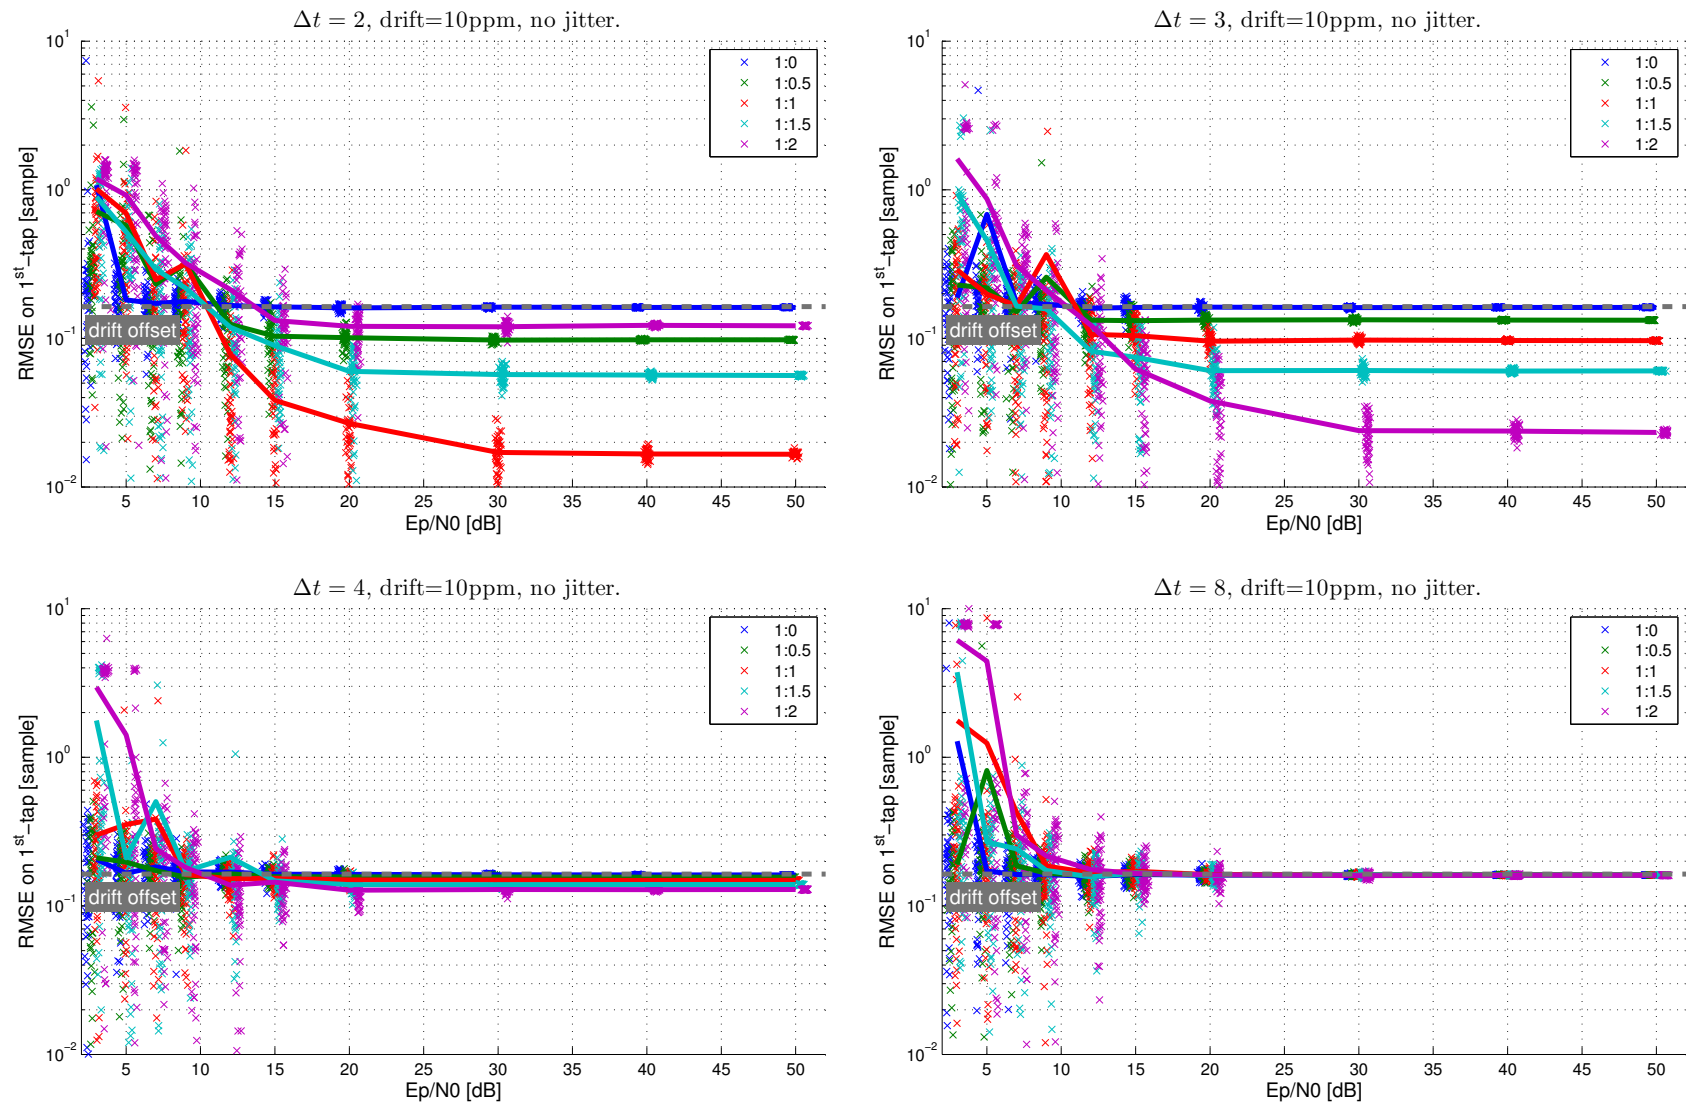 Δt = 2, drift=10ppm, no jitter.
10^1
10^0
10^−1
10^−2
RMSE on 1^st−tap [sample]
1:0
1:0.5
1:1
1:1.5
1:2
drift offset
5 10 15 20 25 30 35 40 45 50
Ep/N0 [dB]
Δt = 3, drift=10ppm, no jitter.
10^1
10^0
10^−1
10^−2
RMSE on 1^st−tap [sample]
1:0
1:0.5
1:1
1:1.5
1:2
drift offset
5 10 15 20 25 30 35 40 45 50
Ep/N0 [dB]
Δt = 4, drift=10ppm, no jitter.
10^1
10^0
10^−1
10^−2
RMSE on 1^st−tap [sample]
1:0
1:0.5
1:1
1:1.5
1:2
drift offset
5 10 15 20 25 30 35 40 45 50
Ep/N0 [dB]
Δt = 8, drift=10ppm, no jitter.
10^1
10^0
10^−1
10^−2
RMSE on 1^st−tap [sample]
1:0
1:0.5
1:1
1:1.5
1:2
drift offset
5 10 15 20 25 30 35 40 45 50
Ep/N0 [dB]